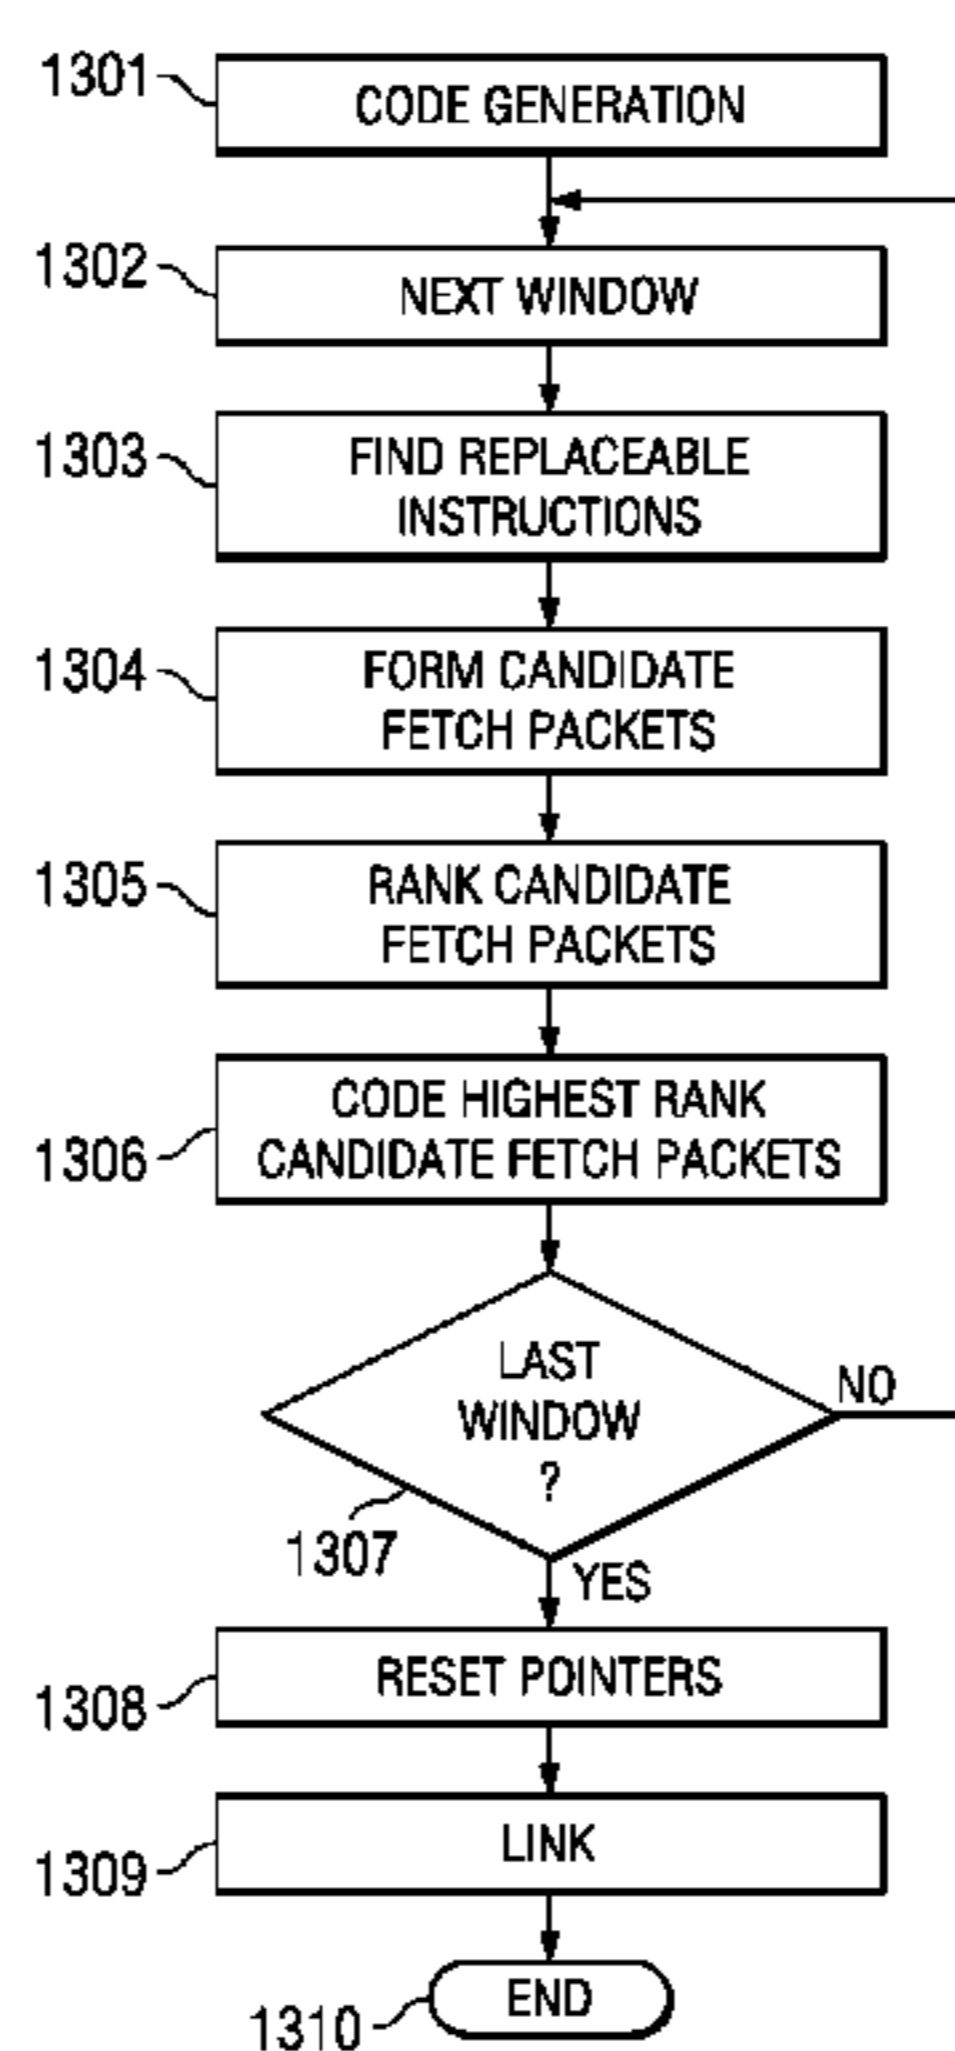 1301
CODE GENERATION
1302
NEXT WINDOW
1303
FIND REPLACEABLE
INSTRUCTIONS
1304
FORM CANDIDATE
FETCH PACKETS
1305
RANK CANDIDATE
FETCH PACKETS
1306
CODE HIGHEST RANK
CANDIDATE FETCH PACKETS
LAST
WINDOW
?
NO
1307
YES
1308
RESET POINTERS
1309
LINK
1310
END